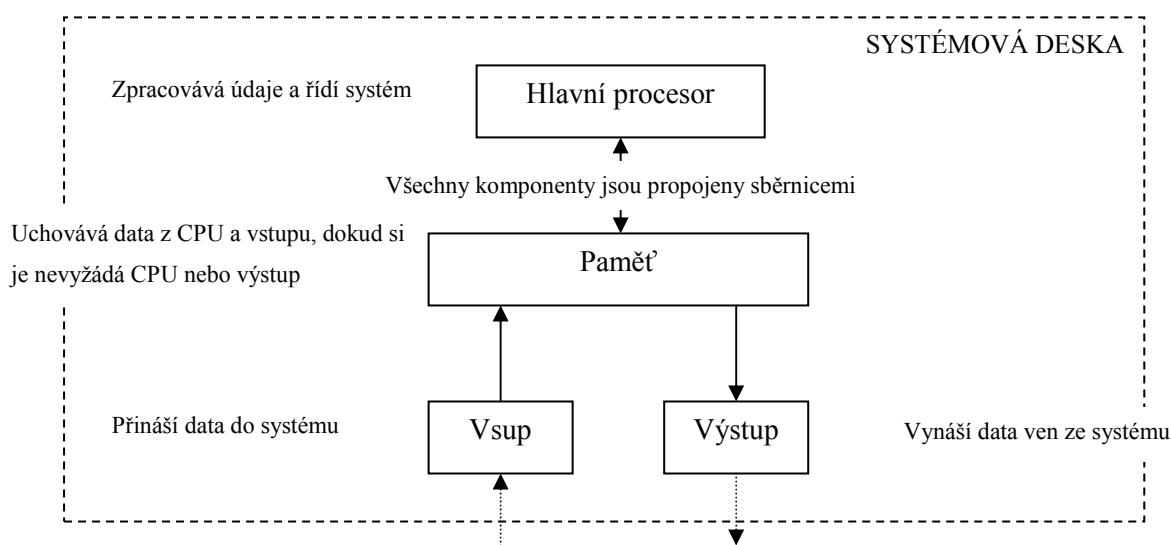 SYSTÉMOVÁ DESKA
Zpracovává údaje a řídí systém
Hlavní procesor
Všechny komponenty jsou propojeny sběrnicemi
Uchovává data z CPU a vstupu, dokud si
je nevyžádá CPU nebo výstup
Paměť
Přináší data do systému
Vsup
Výstup
Vynáší data ven ze systému